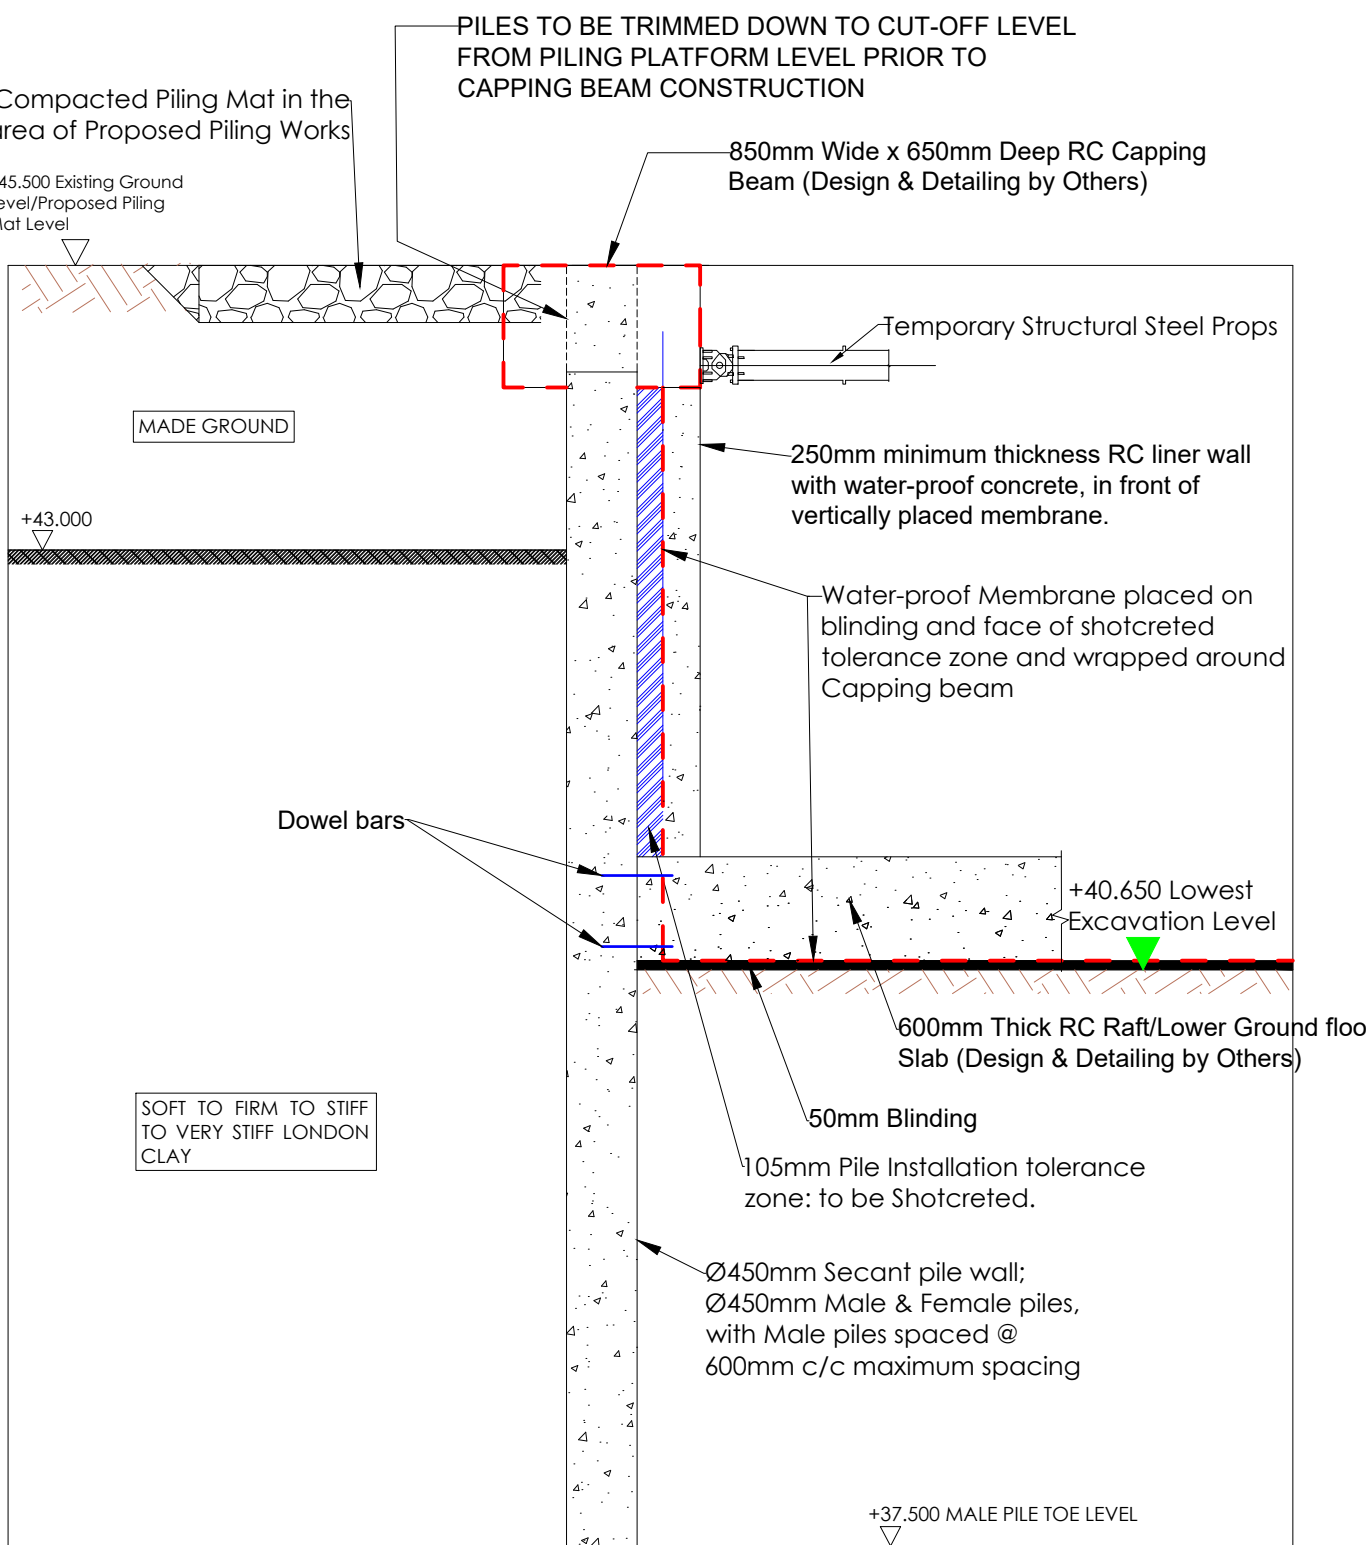 PILES TO BE TRIMMED DOWN TO CUT-OFF LEVEL
FROM PILING PLATFORM LEVEL PRIOR TO
CAPPING BEAM CONSTRUCTION
Compacted Piling Mat in the
area of Proposed Piling Works
850mm Wide x 650mm Deep RC Capping
Beam (Design & Detailing by Others)
45.500 Existing Ground
evel/Proposed Piling
Mat Level
Temporary Structural Steel Props
MADE GROUND
250mm minimum thickness RC liner wall
with water-proof concrete, in front of
vertically placed membrane.
+43.000
Water-proof Membrane placed on
blinding and face of shotcreted
tolerance zone and wrapped around
Capping beam
Dowel bars
+40.650 Lowest
Excavation Level
600mm Thick RC Raft/Lower Ground floo
Slab (Design & Detailing by Others)
SOFT TO FIRM TO STIFF
TO VERY STIFF LONDON
CLAY
50mm Blinding
105mm Pile Installation tolerance
zone: to be Shotcreted.
Ø450mm Secant pile wall;
Ø450mm Male & Female piles,
with Male piles spaced @
600mm c/c maximum spacing
+37.500 MALE PILE TOE LEVEL